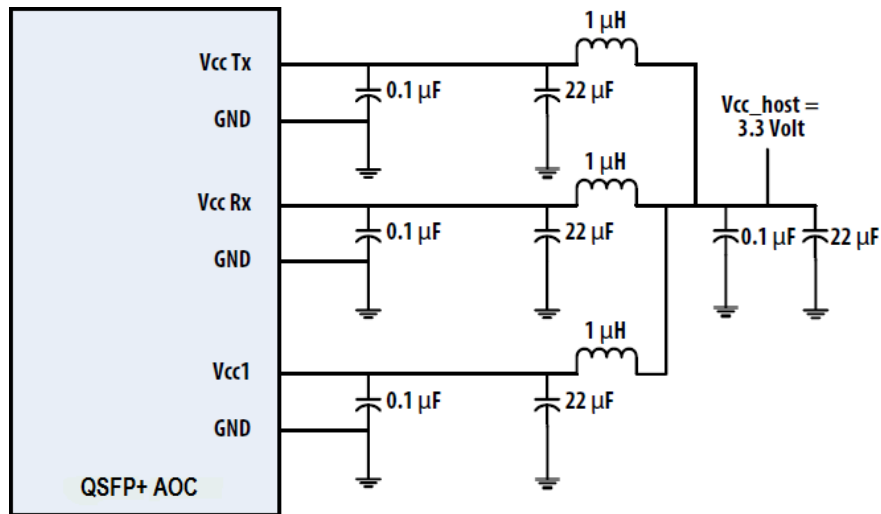 1 μH
Vcc Tx
0.1 μF
22 μF
GND
Vcc_host =
3.3 Volt
1 μH
Vcc Rx
0.1 μF
22 μF
0.1 μF
22 μF
GND
1 μH
Vcc1
0.1 μF
22 μF
GND
QSFP+ AOC